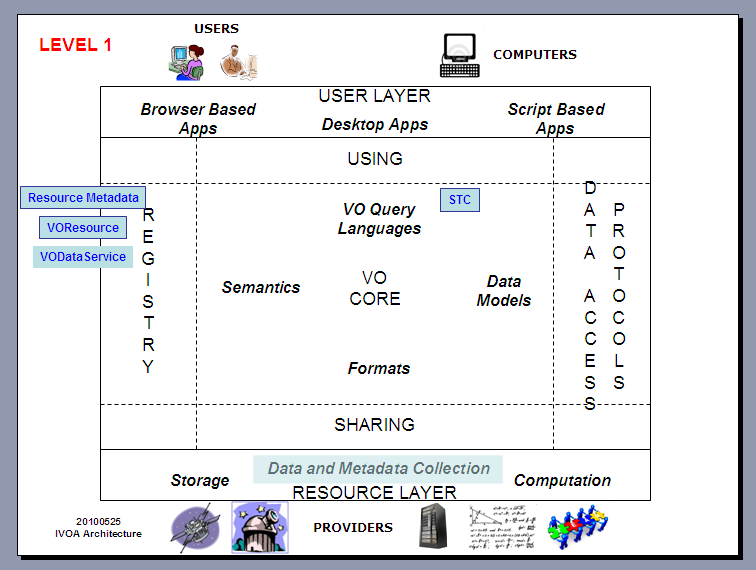 LEVEL 1
USERS
COMPUTERS
USER LAYER
Browser Based
Apps
Desktop Apps
Script Based
Apps
USING
Resource Metadata
VOResource
VODataService
REGISTRY
STC
VO Query
Languages
Semantics
VO
CORE
Data
Models
Formats
DATA ACCESS
PROTOCOLS
SHARING
Storage
Data and Metadata Collection
Computation
RESOURCE LAYER
20100525
IVOA Architecture
PROVIDERS